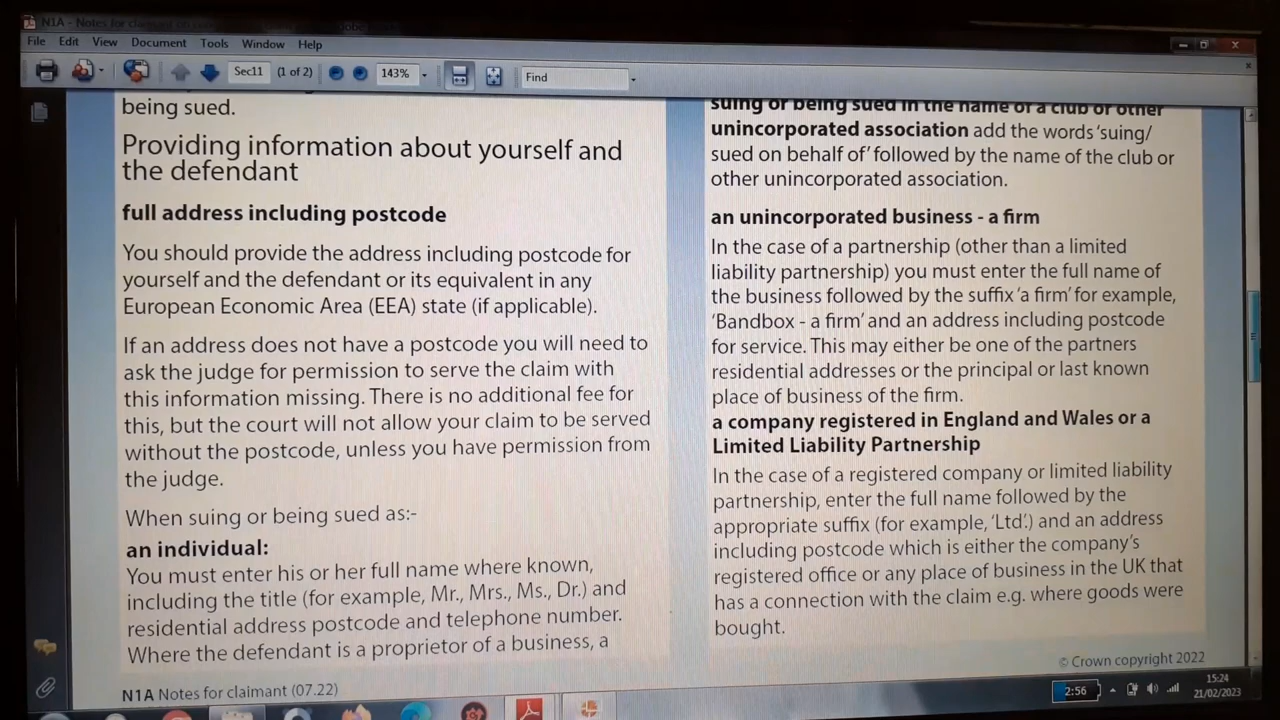 N1A - Notes for claimant on
File Edit View Document Tools Window Help
Sec11 (1 of 2) 143% Find
being sued.
Providing information about yourself and
the defendant
full address including postcode
You should provide the address including postcode for
yourself and the defendant or its equivalent in any
European Economic Area (EEA) state (if applicable).
If an address does not have a postcode you will need to
ask the judge for permission to serve the claim with
this information missing. There is no additional fee for
this, but the court will not allow your claim to be served
without the postcode, unless you have permission from
the judge.
When suing or being sued as:-
an individual:
You must enter his or her full name where known,
including the title (for example, Mr., Mrs., Ms., Dr.) and
residential address postcode and telephone number.
Where the defendant is a proprietor of a business, a
N1A Notes for claimant (07.22)
suing or being sued in the name of a club or other
unincorporated association add the words ‘suing/
sued on behalf of’ followed by the name of the club or
other unincorporated association.
an unincorporated business - a firm
In the case of a partnership (other than a limited
liability partnership) you must enter the full name of
the business followed by the suffix ‘a firm’ for example,
‘Bandbox - a firm’ and an address including postcode
for service. This may either be one of the partners
residential addresses or the principal or last known
place of business of the firm.
a company registered in England and Wales or a
Limited Liability Partnership
In the case of a registered company or limited liability
partnership, enter the full name followed by the
appropriate suffix (for example, ‘Ltd’.) and an address
including postcode which is either the company’s
registered office or any place of business in the UK that
has a connection with the claim e.g. where goods were
bought.
© Crown copyright 2022
2:56
15:24
21/02/2023